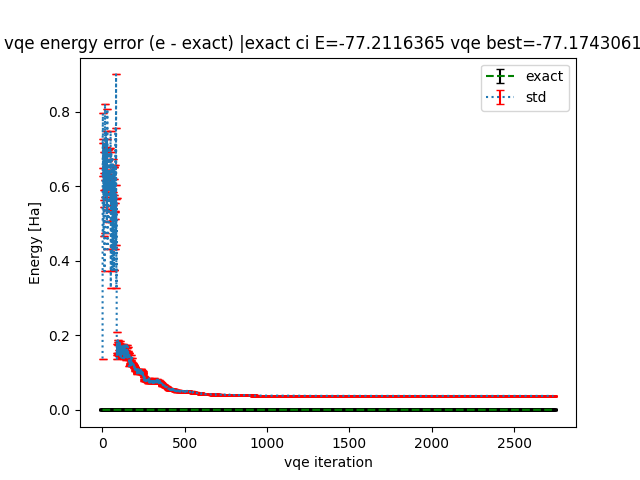 vqe energy error (e - exact) |exact ci E=-77.2116365 vqe best=-77.1743061
exact
std
Energy [Ha]
0.8
0.6
0.4
0.2
0.0
0 500 1000 1500 2000 2500
vqe iteration